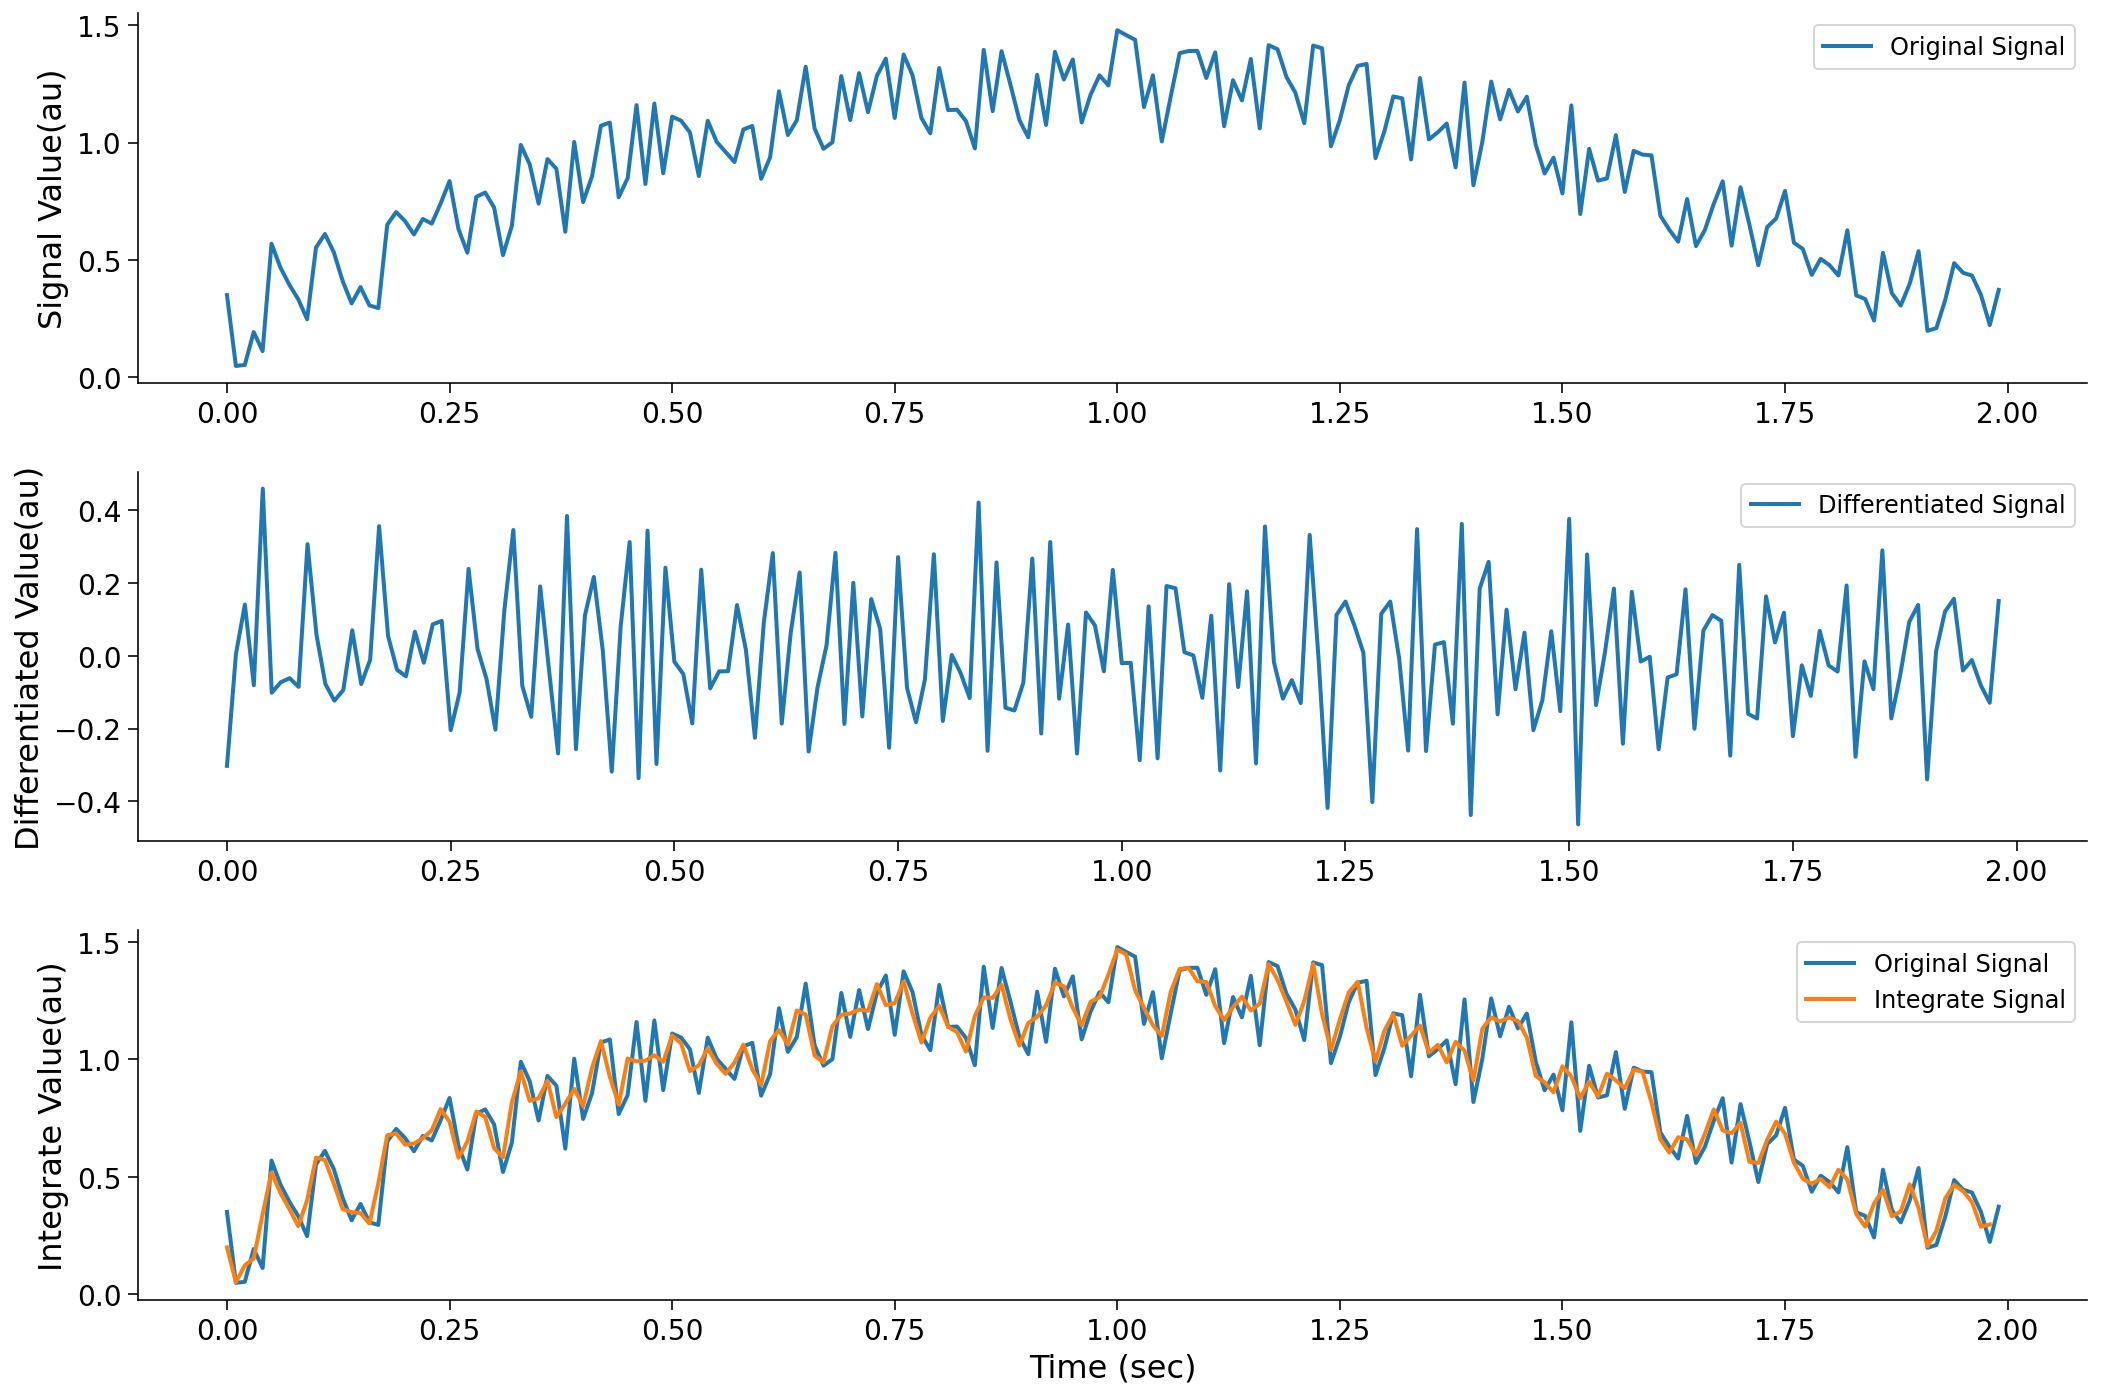 Signal Value(au)
1.5
1.0
0.5
0.0
Original Signal
0.00 0.25 0.50 0.75 1.00 1.25 1.50 1.75 2.00
Differentiated Value(au)
0.4
0.2
0.0
−0.2
−0.4
Differentiated Signal
0.00 0.25 0.50 0.75 1.00 1.25 1.50 1.75 2.00
Integrate Value(au)
1.5
1.0
0.5
0.0
Original Signal
Integrate Signal
0.00 0.25 0.50 0.75 1.00 1.25 1.50 1.75 2.00
Time (sec)